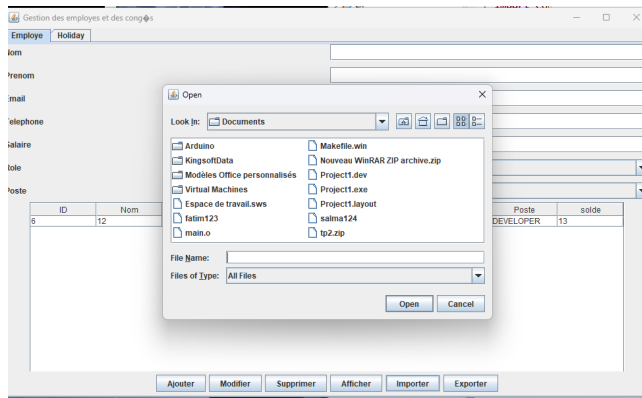 Gestion des employes et des cong�s
Employe Holiday
Nom
Prenom
Email
Telephone
Salaire
Role
Poste
Open
Look In: Documents
Arduino
KingsoftData
Modèles Office personnalisés
Virtual Machines
Espace de travail.sws
fatim123
main.o
Makefile.win
Nouveau WinRAR ZIP archive.zip
Project1.dev
Project1.exe
Project1.layout
salma124
tp2.zip
File Name:
Files of Type: All Files
Open Cancel
ID Nom Poste solde
6 12 DEVELOPER 13
Ajouter Modifier Supprimer Afficher Importer Exporter